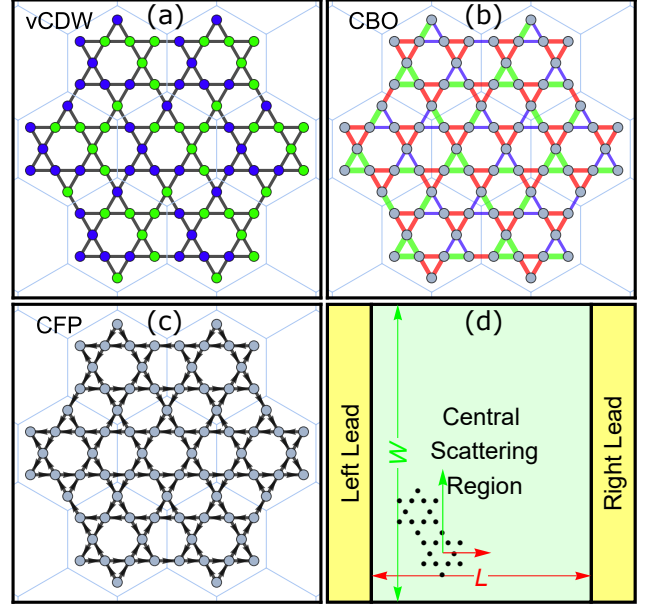 vCDW (a)
CBO (b)
CFP (c)
(d)
Left Lead
W
Central
Scattering
Region
L
Right Lead